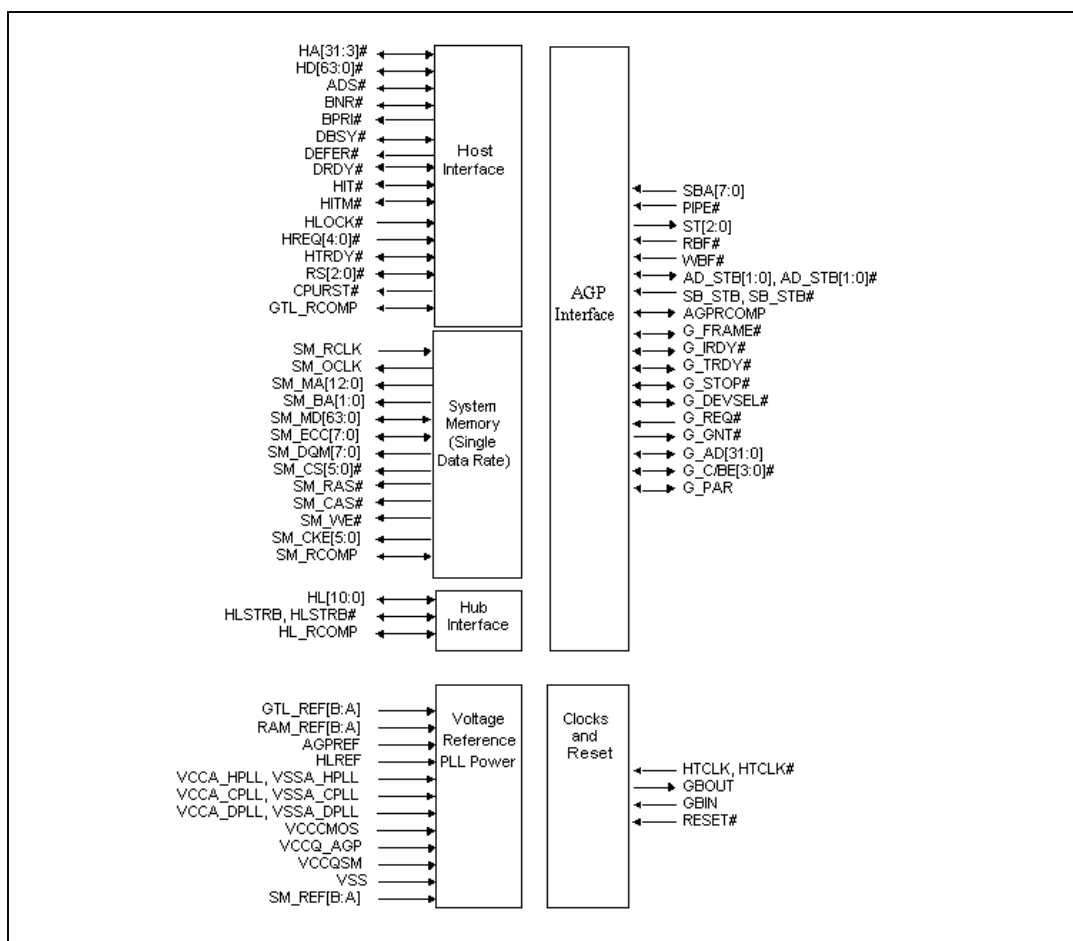 HA[31:3]#
HD[63:0]#
ADS#
BNR#
BPRI#
DBSY#
DEFER#
DRDY#
HIT#
HITM#
HLOCK#
HREQ[4:0]#
HTRDY#
RS[2:0]#
CPURST#
GTL_RCOMP
Host
Interface
SM_RCLK
SM_OCLK
SM_MA[12:0]
SM_BA[1:0]
SM_MD[63:0]
SM_ECC[7:0]
SM_DQM[7:0]
SM_CS[5:0]#
SM_RAS#
SM_CAS#
SM_WE#
SM_CKE[5:0]
SM_RCOMP
System
Memory
(Single
Data Rate)
HL[10:0]
HLSTRB, HLSTRB#
HL_RCOMP
Hub
Interface
AGP
Interface
SBA[7:0]
PIPE#
ST[2:0]
RBF#
WBF#
AD_STB[1:0], AD_STB[1:0]#
SB_STB, SB_STB#
AGPRCOMP
G_FRAME#
G_IRDY#
G_TRDY#
G_STOP#
G_DEVSEL#
G_REQ#
G_GNT#
G_AD[31:0]
G_C/BE[3:0]#
G_PAR
GTL_REF[B:A]
RAM_REF[B:A]
AGPREF
HLREF
VCCA_HPLL, VSSA_HPLL
VCCA_CPLL, VSSA_CPLL
VCCA_DPLL, VSSA_DPLL
VCCCMOS
VCCQ_AGP
VCCQSM
VSS
SM_REF[B:A]
Voltage
Reference
PLL Power
Clocks
and
Reset
HTCLK, HTCLK#
GBOUT
GBIN
RESET#